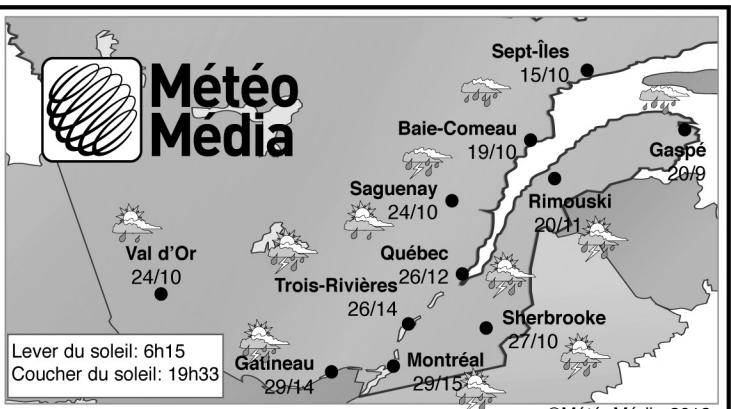 Météo
Média
Sept-Îles
15/10
Baie-Comeau
19/10
Gaspé
20/9
Saguenay
24/10
Rimouski
20/11
Val d'Or
24/10
Québec
26/12
Trois-Rivières
26/14
Sherbrooke
27/10
Lever du soleil: 6h15
Coucher du soleil: 19h33
Gatineau
29/14
Montréal
29/15